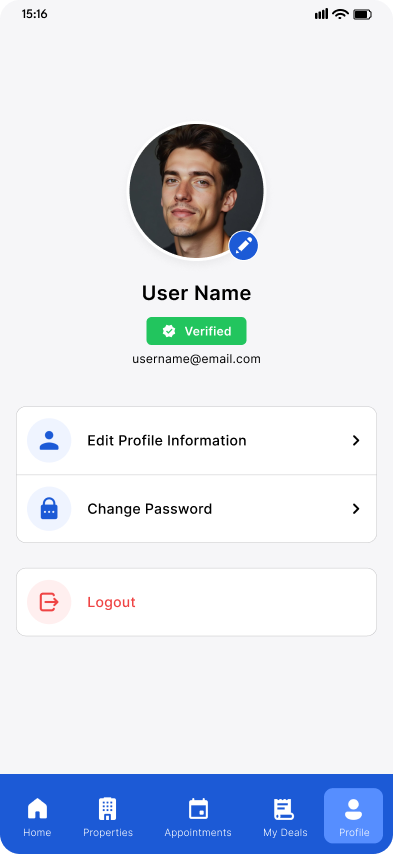 15:16
User Name
Verified
username@email.com
Edit Profile Information
Change Password
Logout
Home Properties Appointments My Deals Profile